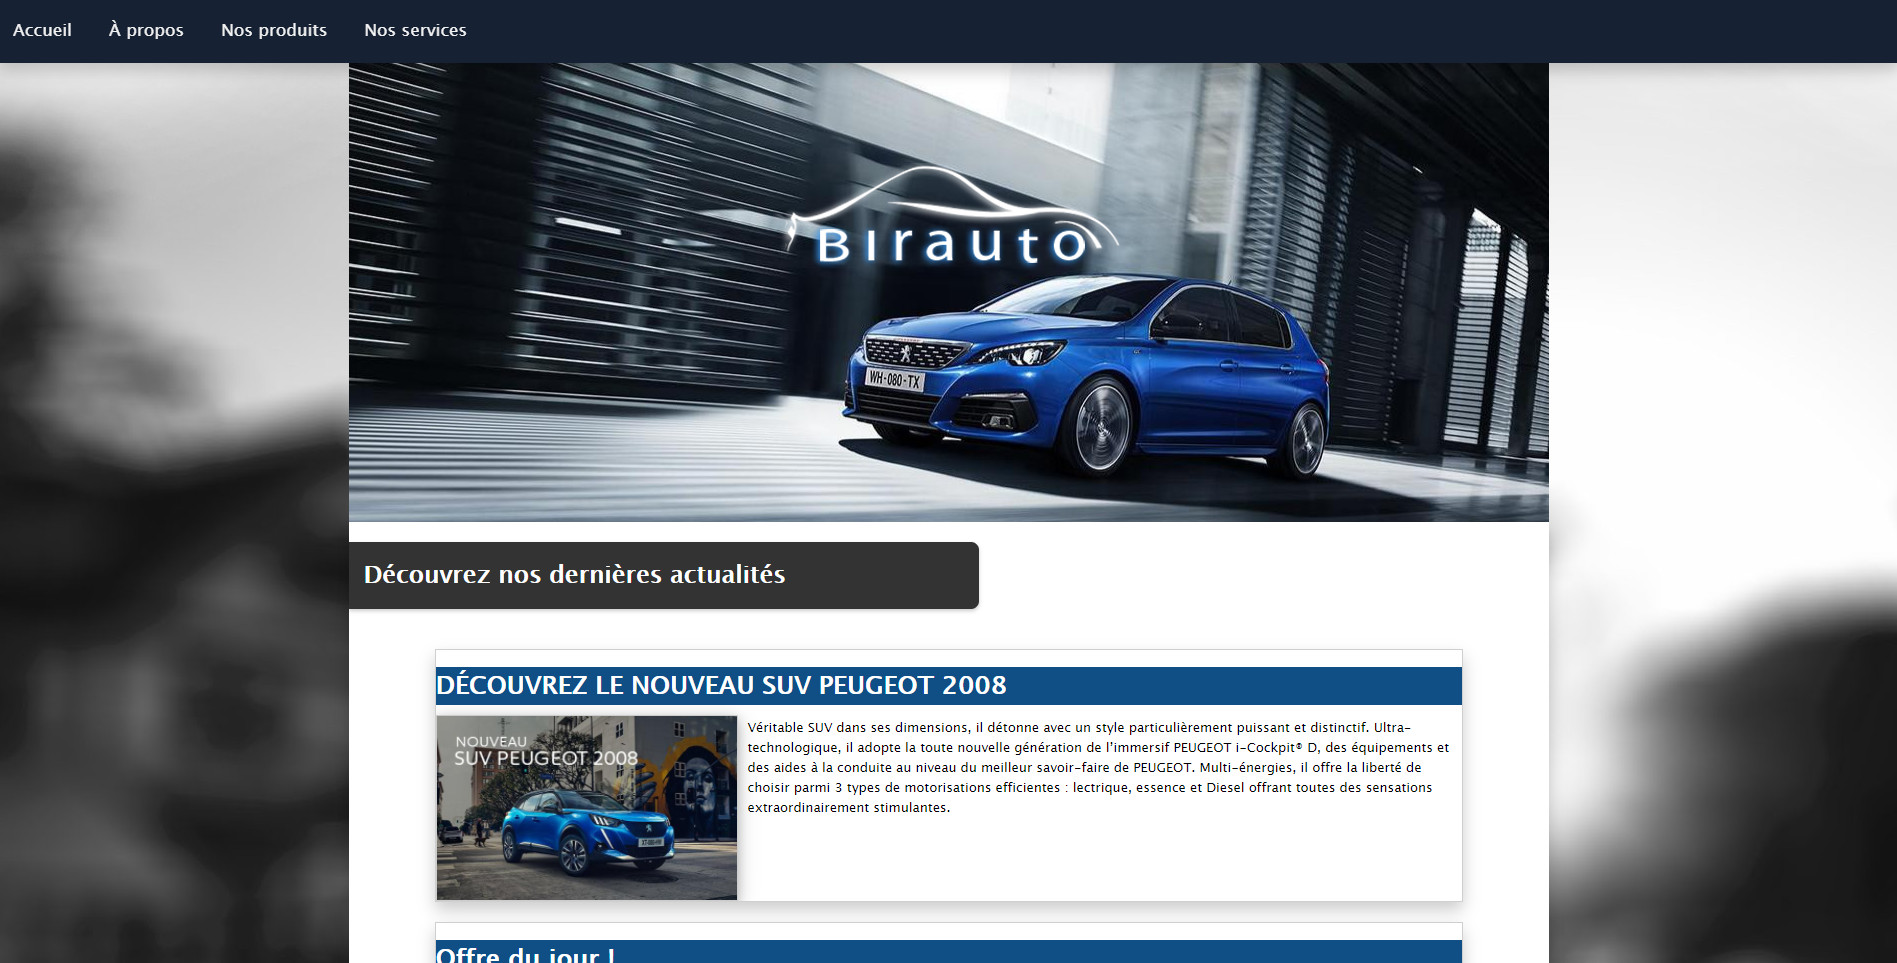 Accueil À propos Nos produits Nos services
Birauto
WH-080-TX
Découvrez nos dernières actualités
DÉCOUVREZ LE NOUVEAU SUV PEUGEOT 2008
NOUVEAU
SUV PEUGEOT 2008
Véritable SUV dans ses dimensions, il détonne avec un style particulièrement puissant et distinctif. Ultra-
technologique, il adopte la toute nouvelle génération de l'immersif PEUGEOT i-Cockpit® D, des équipements et
des aides à la conduite au niveau du meilleur savoir-faire de PEUGEOT. Multi-énergies, il offre la liberté de
choisir parmi 3 types de motorisations efficientes : lectrique, essence et Diesel offrant toutes des sensations
extraordinairement stimulantes.
Offre du jour !